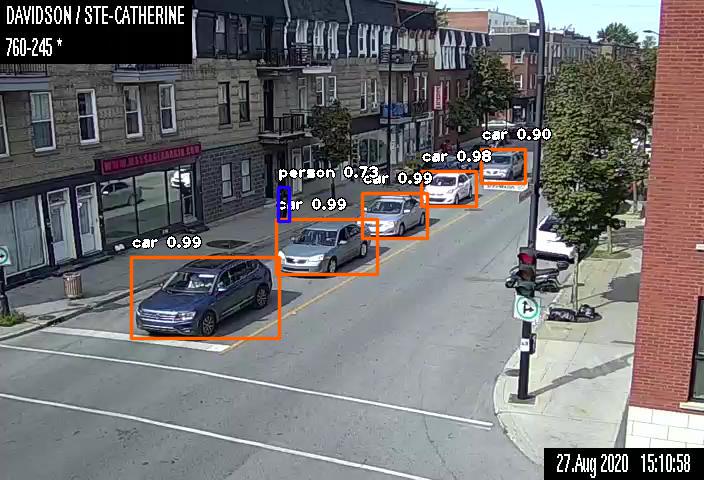 DAVIDSON / STE-CATHERINE
760-245 *
car 0.90
car 0.98
person 0.73
car 0.99
car 0.99
car 0.99
27.Aug 2020 15:10:58